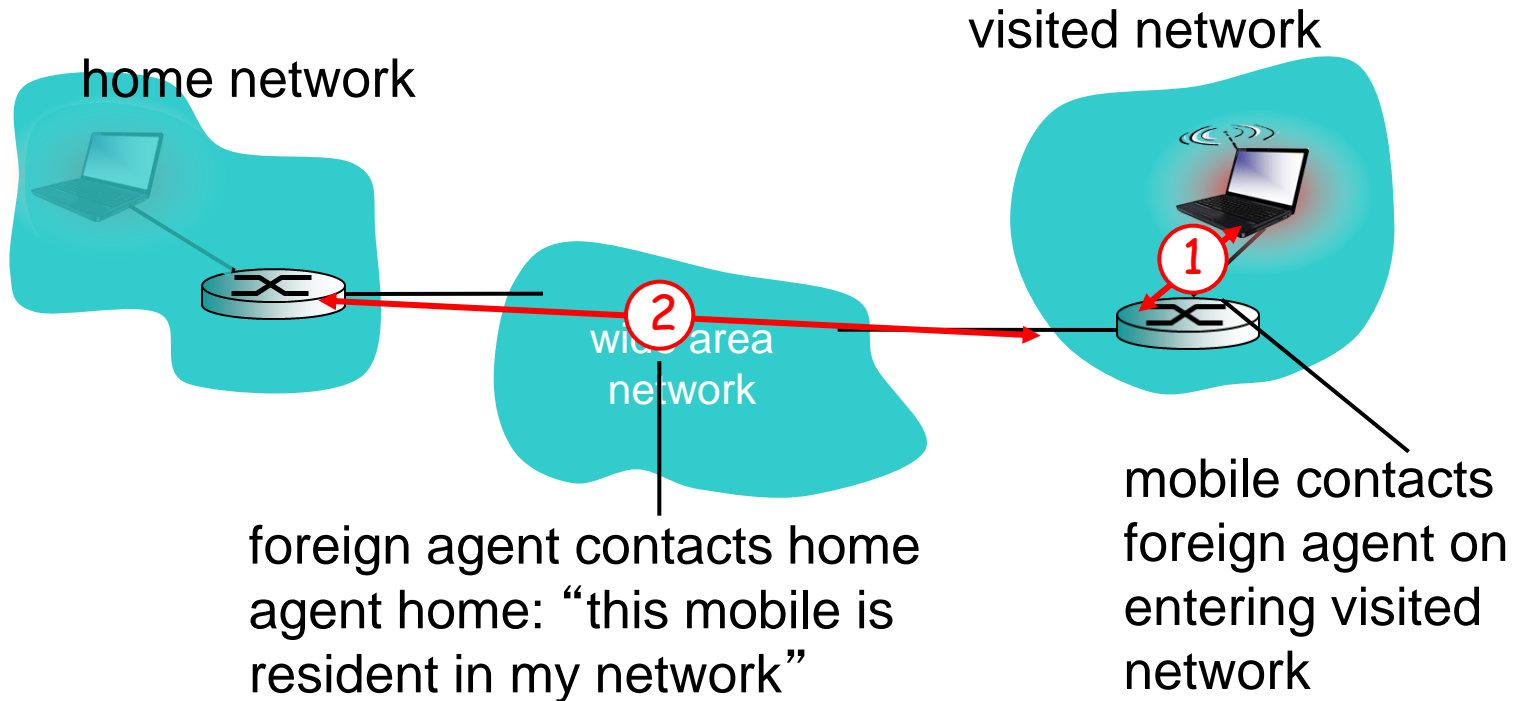 visited network
home network
1
2
wide area
network
foreign agent contacts home
agent home: “this mobile is
resident in my network”
mobile contacts
foreign agent on
entering visited
network